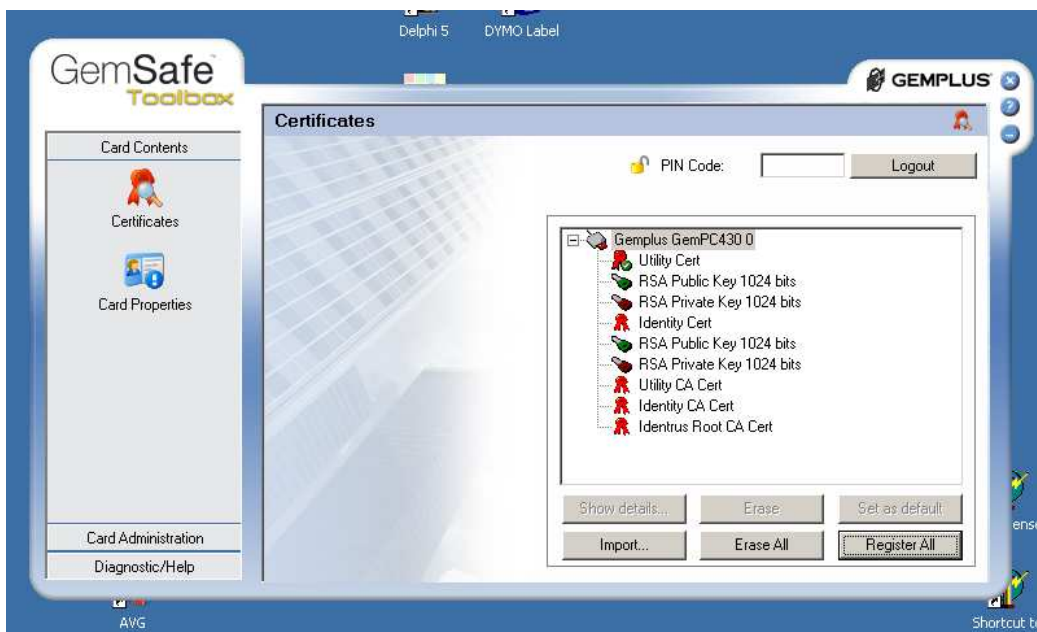 Delphi 5
DYMO Label
GemSafe
Toolbox
GEMPLUS
Certificates
Card Contents
Certificates
Card Properties
Card Administration
Diagnostic/Help
PIN Code:
Logout
Gemplus GemPC430 0
Utility Cert
RSA Public Key 1024 bits
RSA Private Key 1024 bits
Identity Cert
RSA Public Key 1024 bits
RSA Private Key 1024 bits
Utility CA Cert
Identity CA Cert
Identrus Root CA Cert
Show details...
Erase
Set as default
Import...
Erase All
Register All
AVG
Shortcut